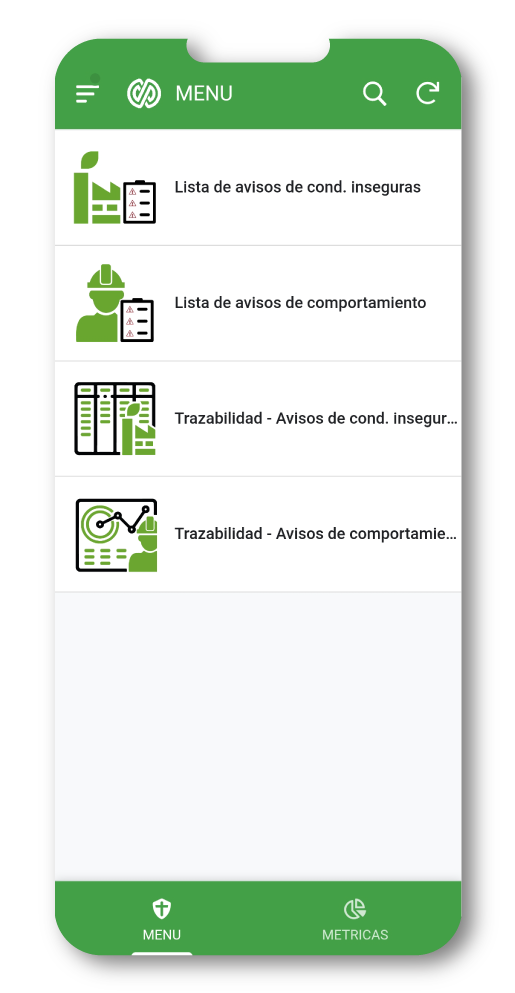 MENU
Lista de avisos de cond. inseguras
Lista de avisos de comportamiento
Trazabilidad - Avisos de cond. insegur...
Trazabilidad - Avisos de comportamie...
MENU
METRICAS